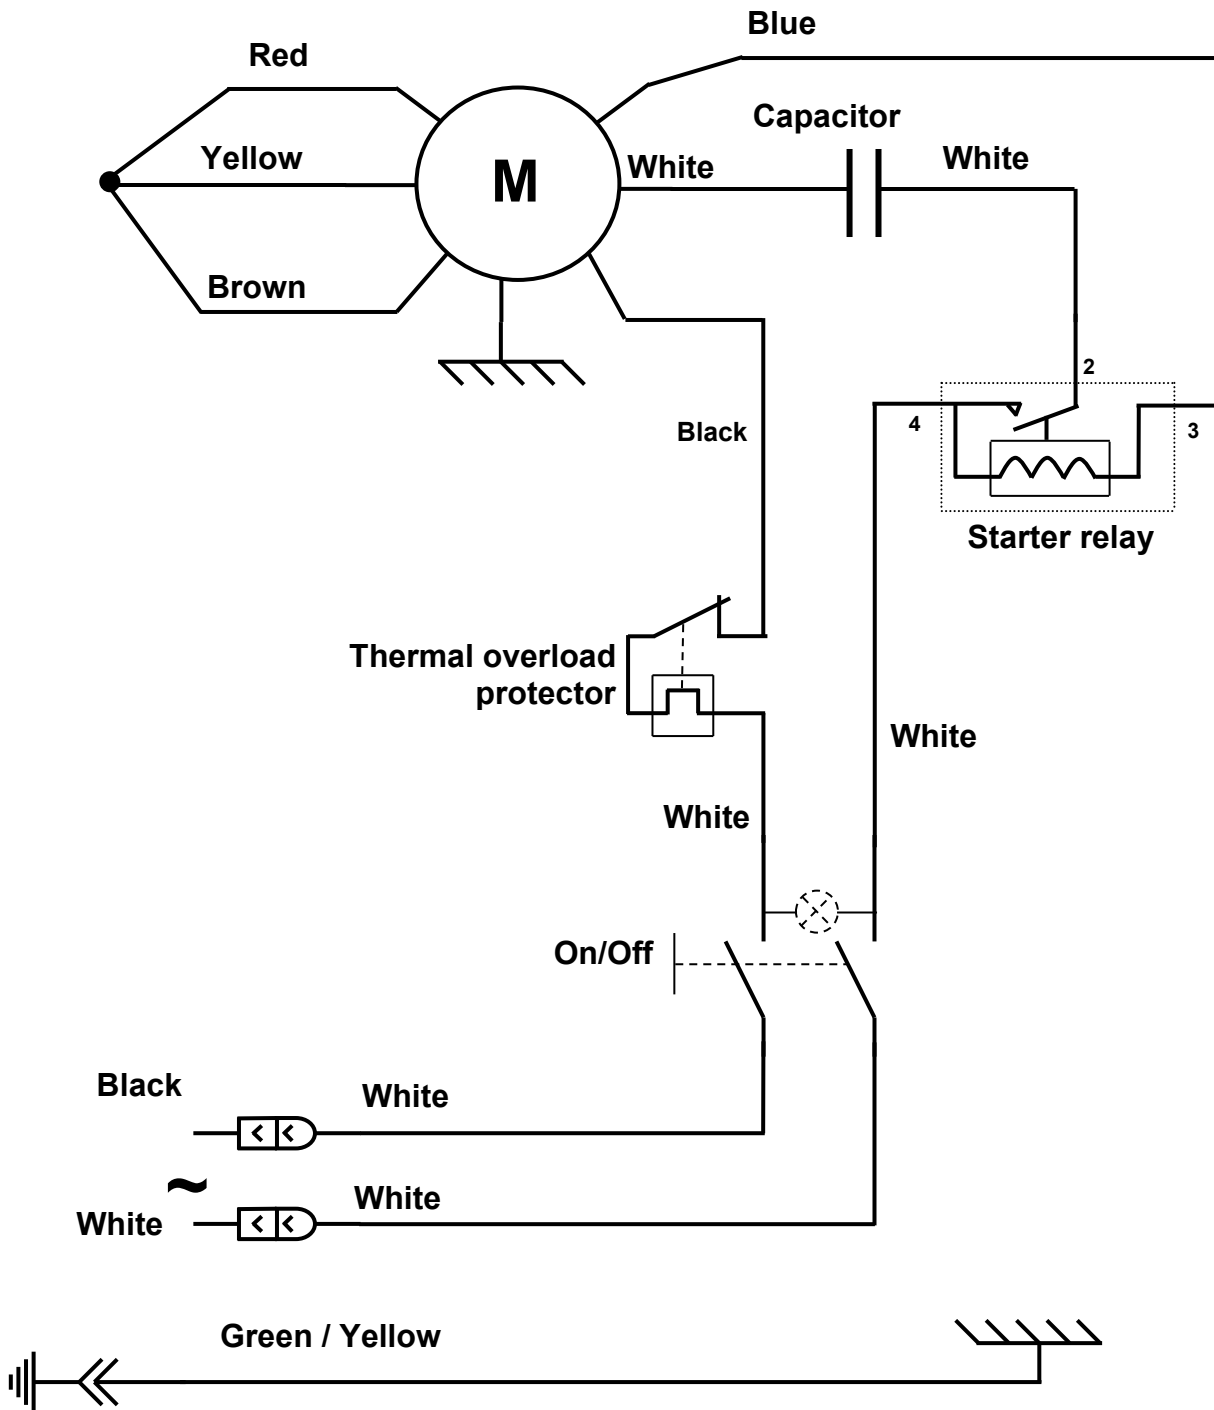 Blue
Red
Capacitor
Yellow
M
White
White
Brown
2
4
3
Black
Starter relay
Thermal overload
protector
White
White
On/Off
Black
White
~
White
White
Green / Yellow